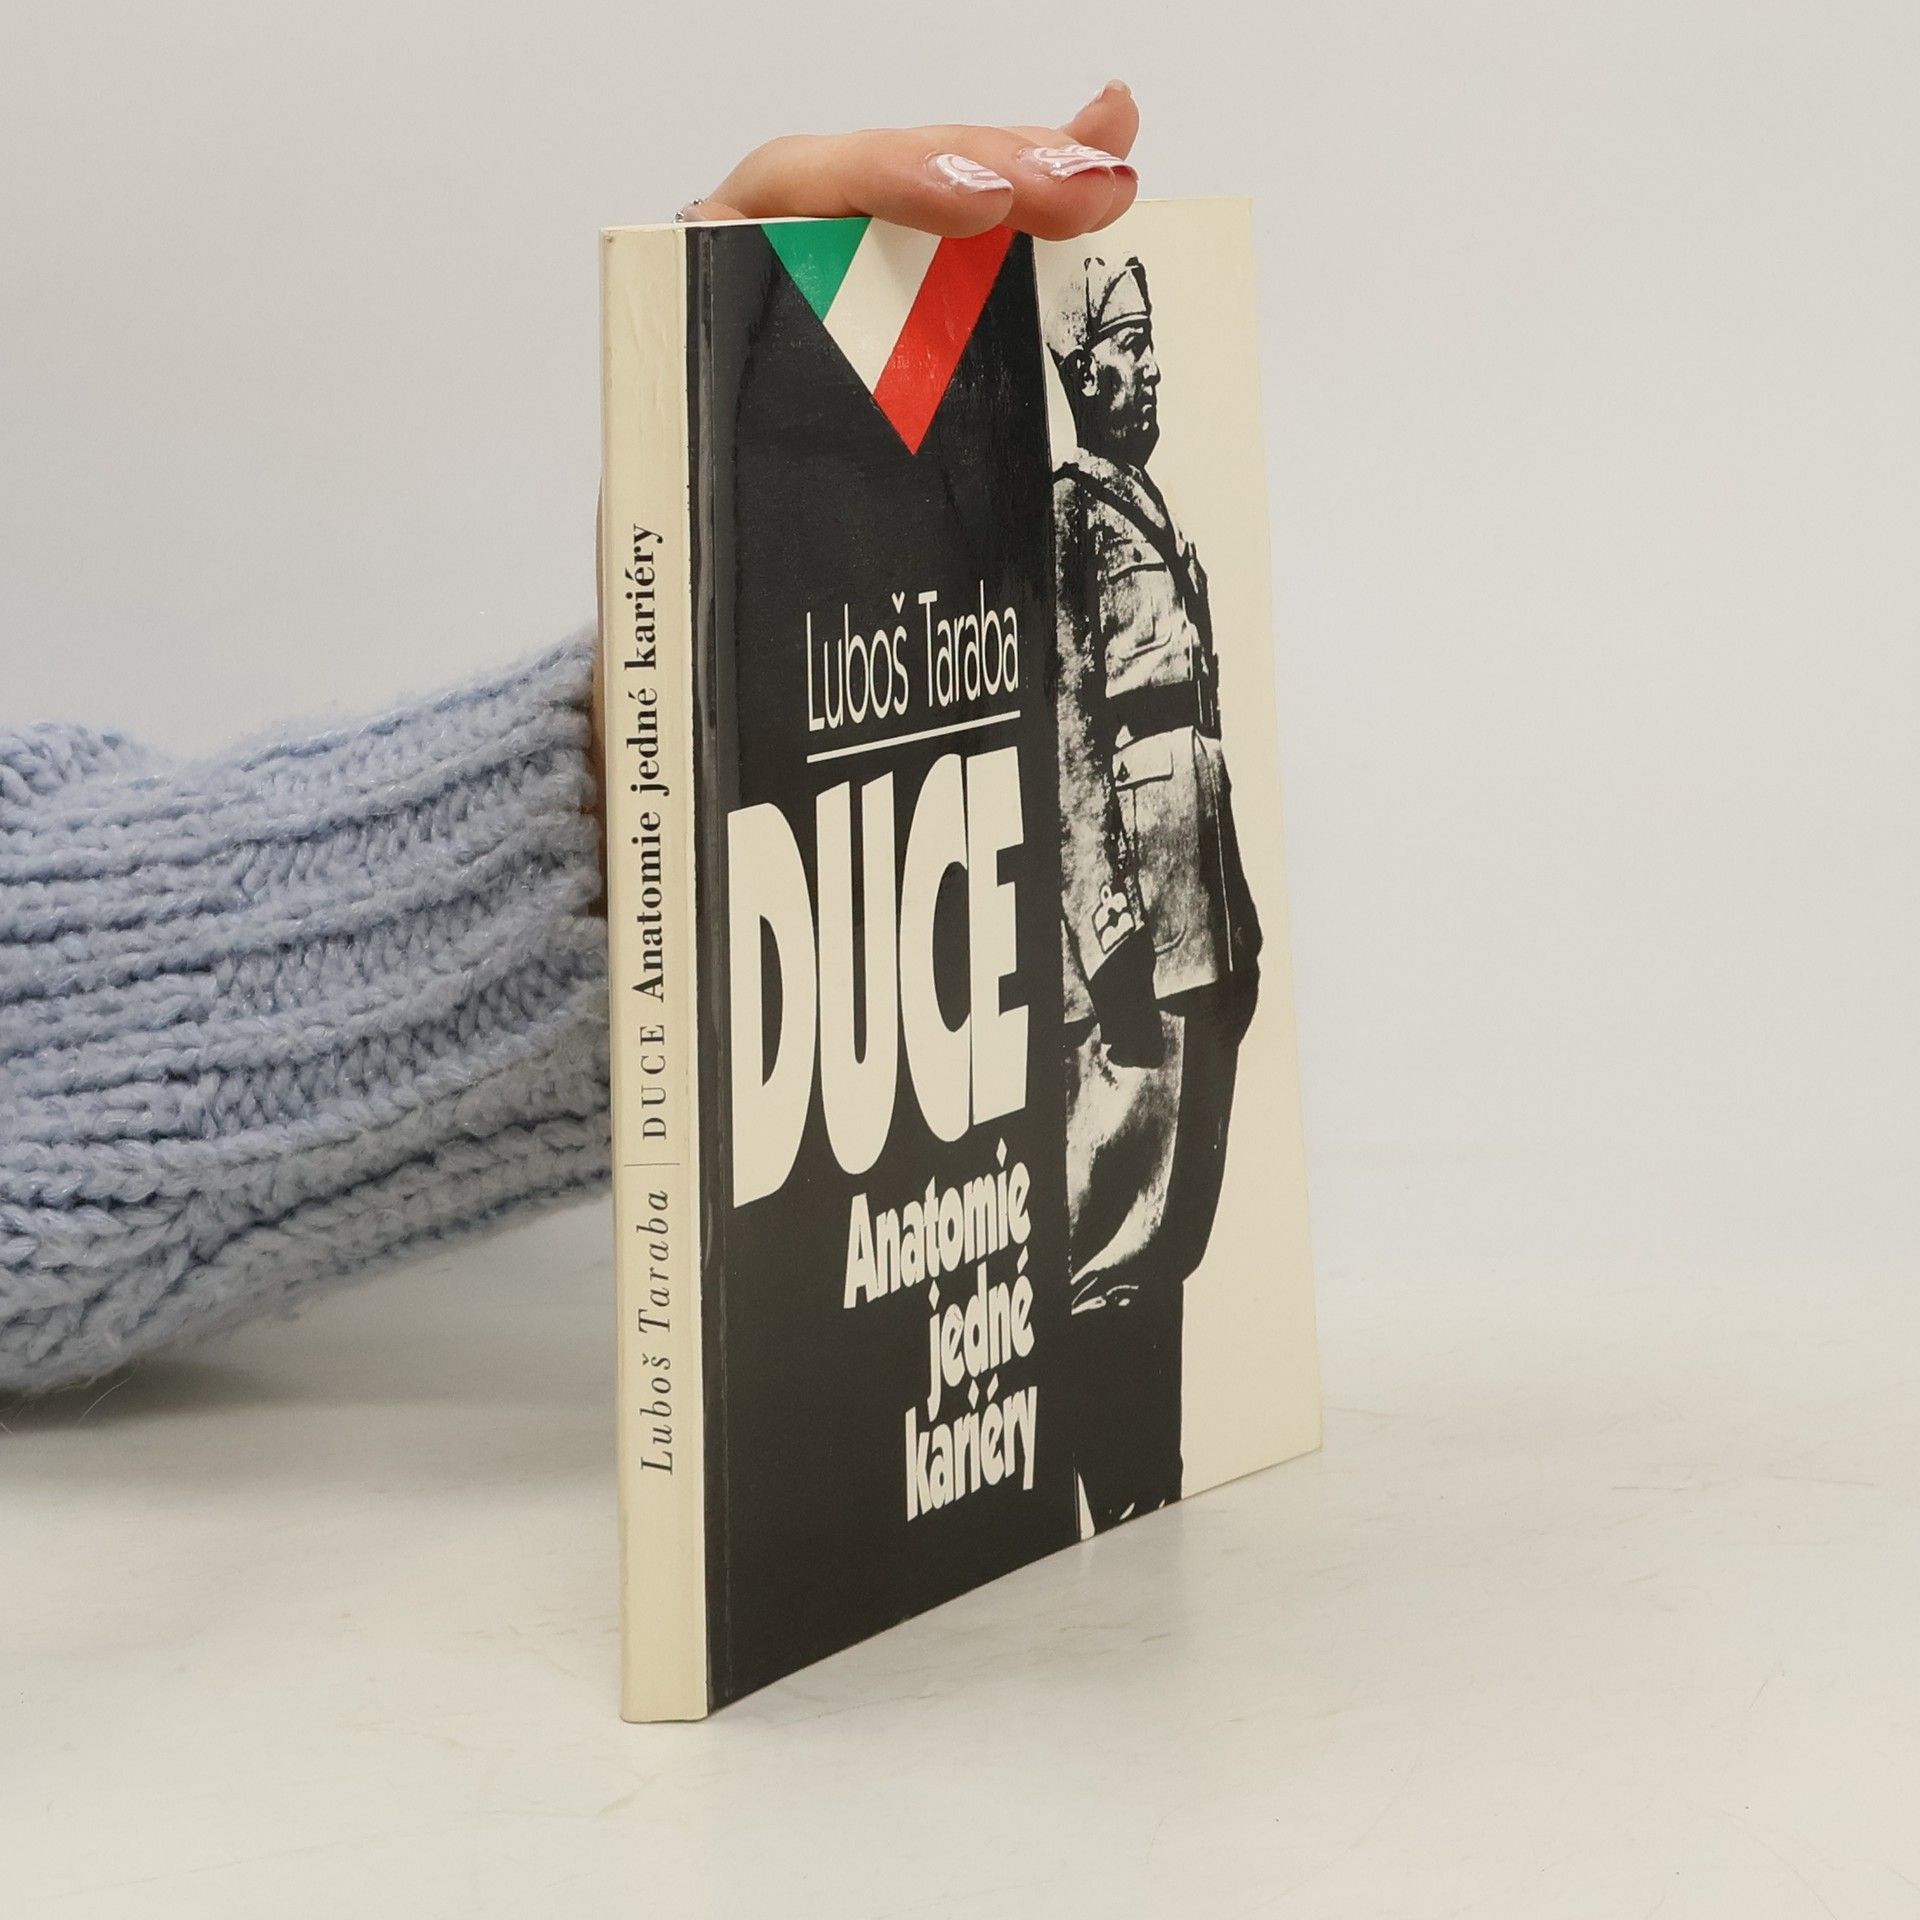 Luboš Taraba | DUCE Anatomie jedné kariéry
Luboš Taraba
DUCE
Anatomie
jedné
kariéry